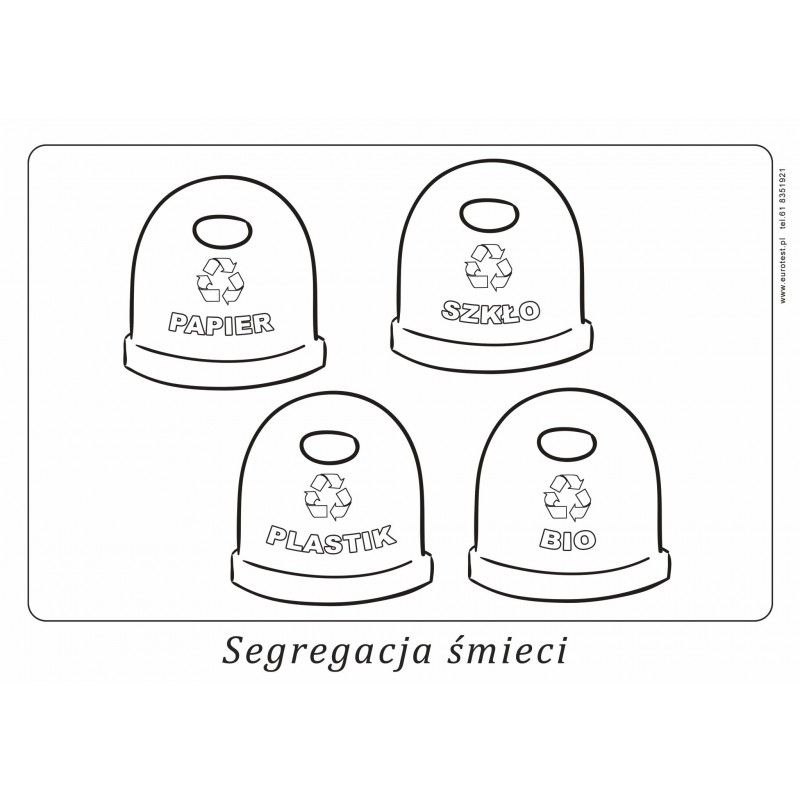 PAPIER
SZKŁO
PLASTIK
BIO
Segregacja śmieci
www.eurotest.pl tel.61 8351921